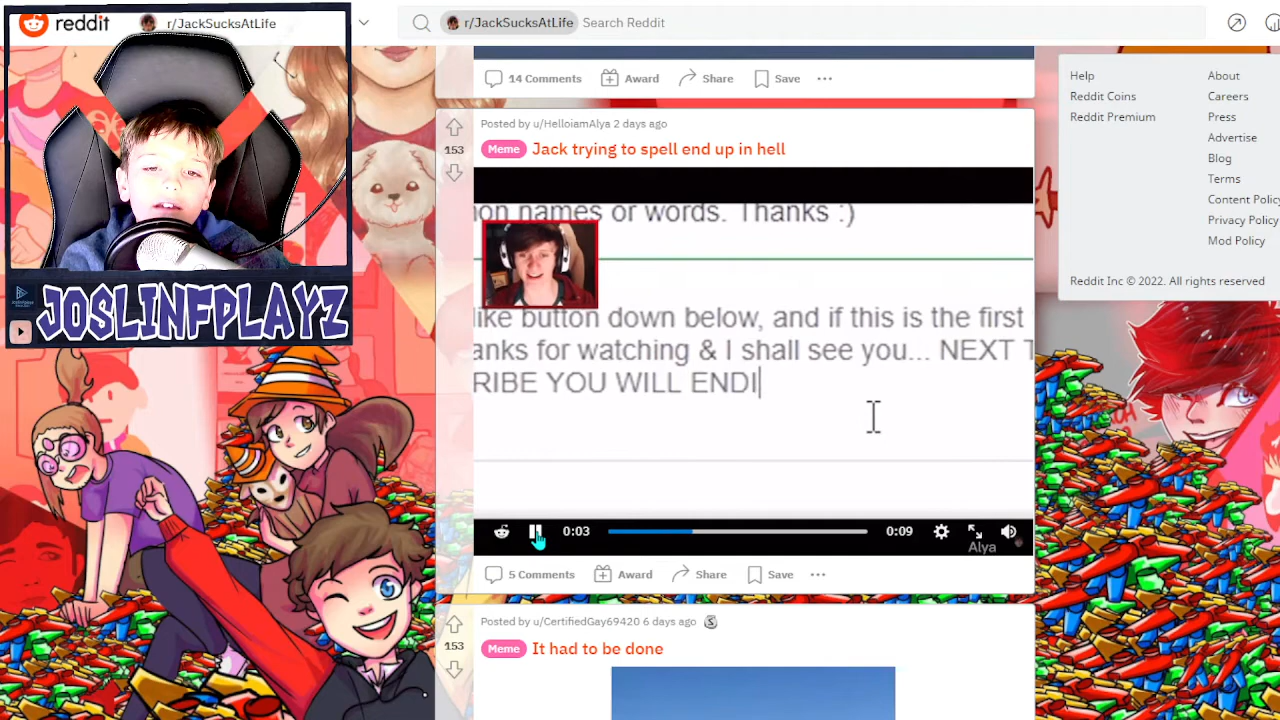 reddit
r/JackSucksAtLife
r/JackSucksAtLife Search Reddit
JOSLINFPLAYZ
14 Comments Award Share Save
Posted by u/HelloiamAlya 2 days ago
153
Meme Jack trying to spell end up in hell
non names or words. Thanks :)
like button down below, and if this is the first
anks for watching & I shall see you... NEXT T
RIBE YOU WILL ENDI
0:03 0:09
Alya
5 Comments Award Share Save
Posted by u/CertifiedGay69420 6 days ago
153
Meme It had to be done
Help About
Reddit Coins Careers
Reddit Premium Press
Advertise
Blog
Terms
Content Policy
Privacy Policy
Mod Policy
Reddit Inc © 2022. All rights reserved